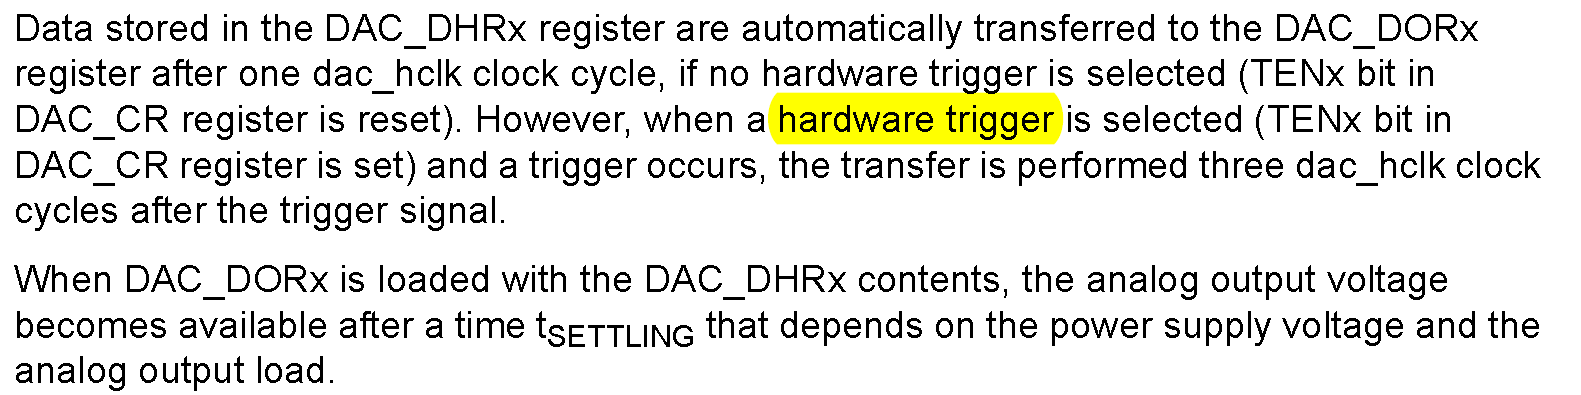 Data stored in the DAC_DHRx register are automatically transferred to the DAC_DORx
register after one dac_hclk clock cycle, if no hardware trigger is selected (TENx bit in
DAC_CR register is reset). However, when a hardware trigger is selected (TENx bit in
DAC_CR register is set) and a trigger occurs, the transfer is performed three dac_hclk clock
cycles after the trigger signal.
When DAC_DORx is loaded with the DAC_DHRx contents, the analog output voltage
becomes available after a time tSETTLING that depends on the power supply voltage and the
analog output load.